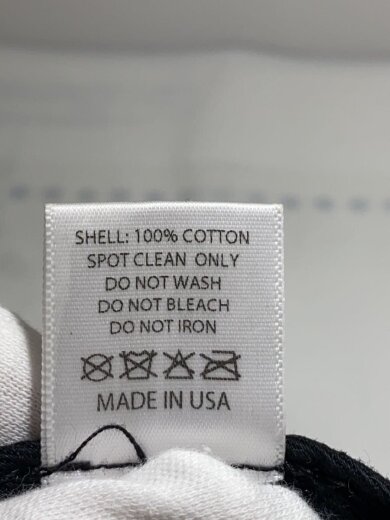 SHELL: 100% COTTON
SPOT CLEAN ONLY
DO NOT WASH
DO NOT BLEACH
DO NOT IRON
MADE IN USA